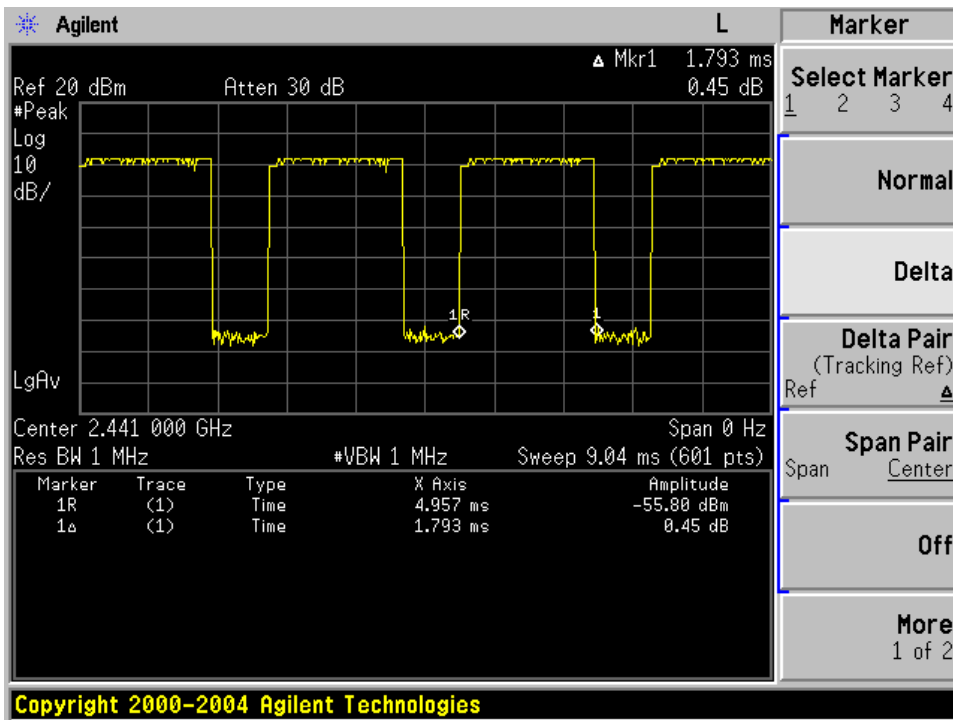 Agilent L
Δ Mkr1 1.793 ms
Ref 20 dBm Atten 30 dB 0.45 dB
#Peak
Log
10
dB/
1R 1
LgAv
Center 2.441 000 GHz Span 0 Hz
Res BW 1 MHz #VBW 1 MHz Sweep 9.04 ms (601 pts)
Marker Trace Type X Axis Amplitude
1R (1) Time 4.957 ms -55.80 dBm
1Δ (1) Time 1.793 ms 0.45 dB
Marker
Select Marker
1 2 3 4
Normal
Delta
Delta Pair
(Tracking Ref)
Ref Δ
Span Pair
Span Center
Off
More
1 of 2
Copyright 2000-2004 Agilent Technologies